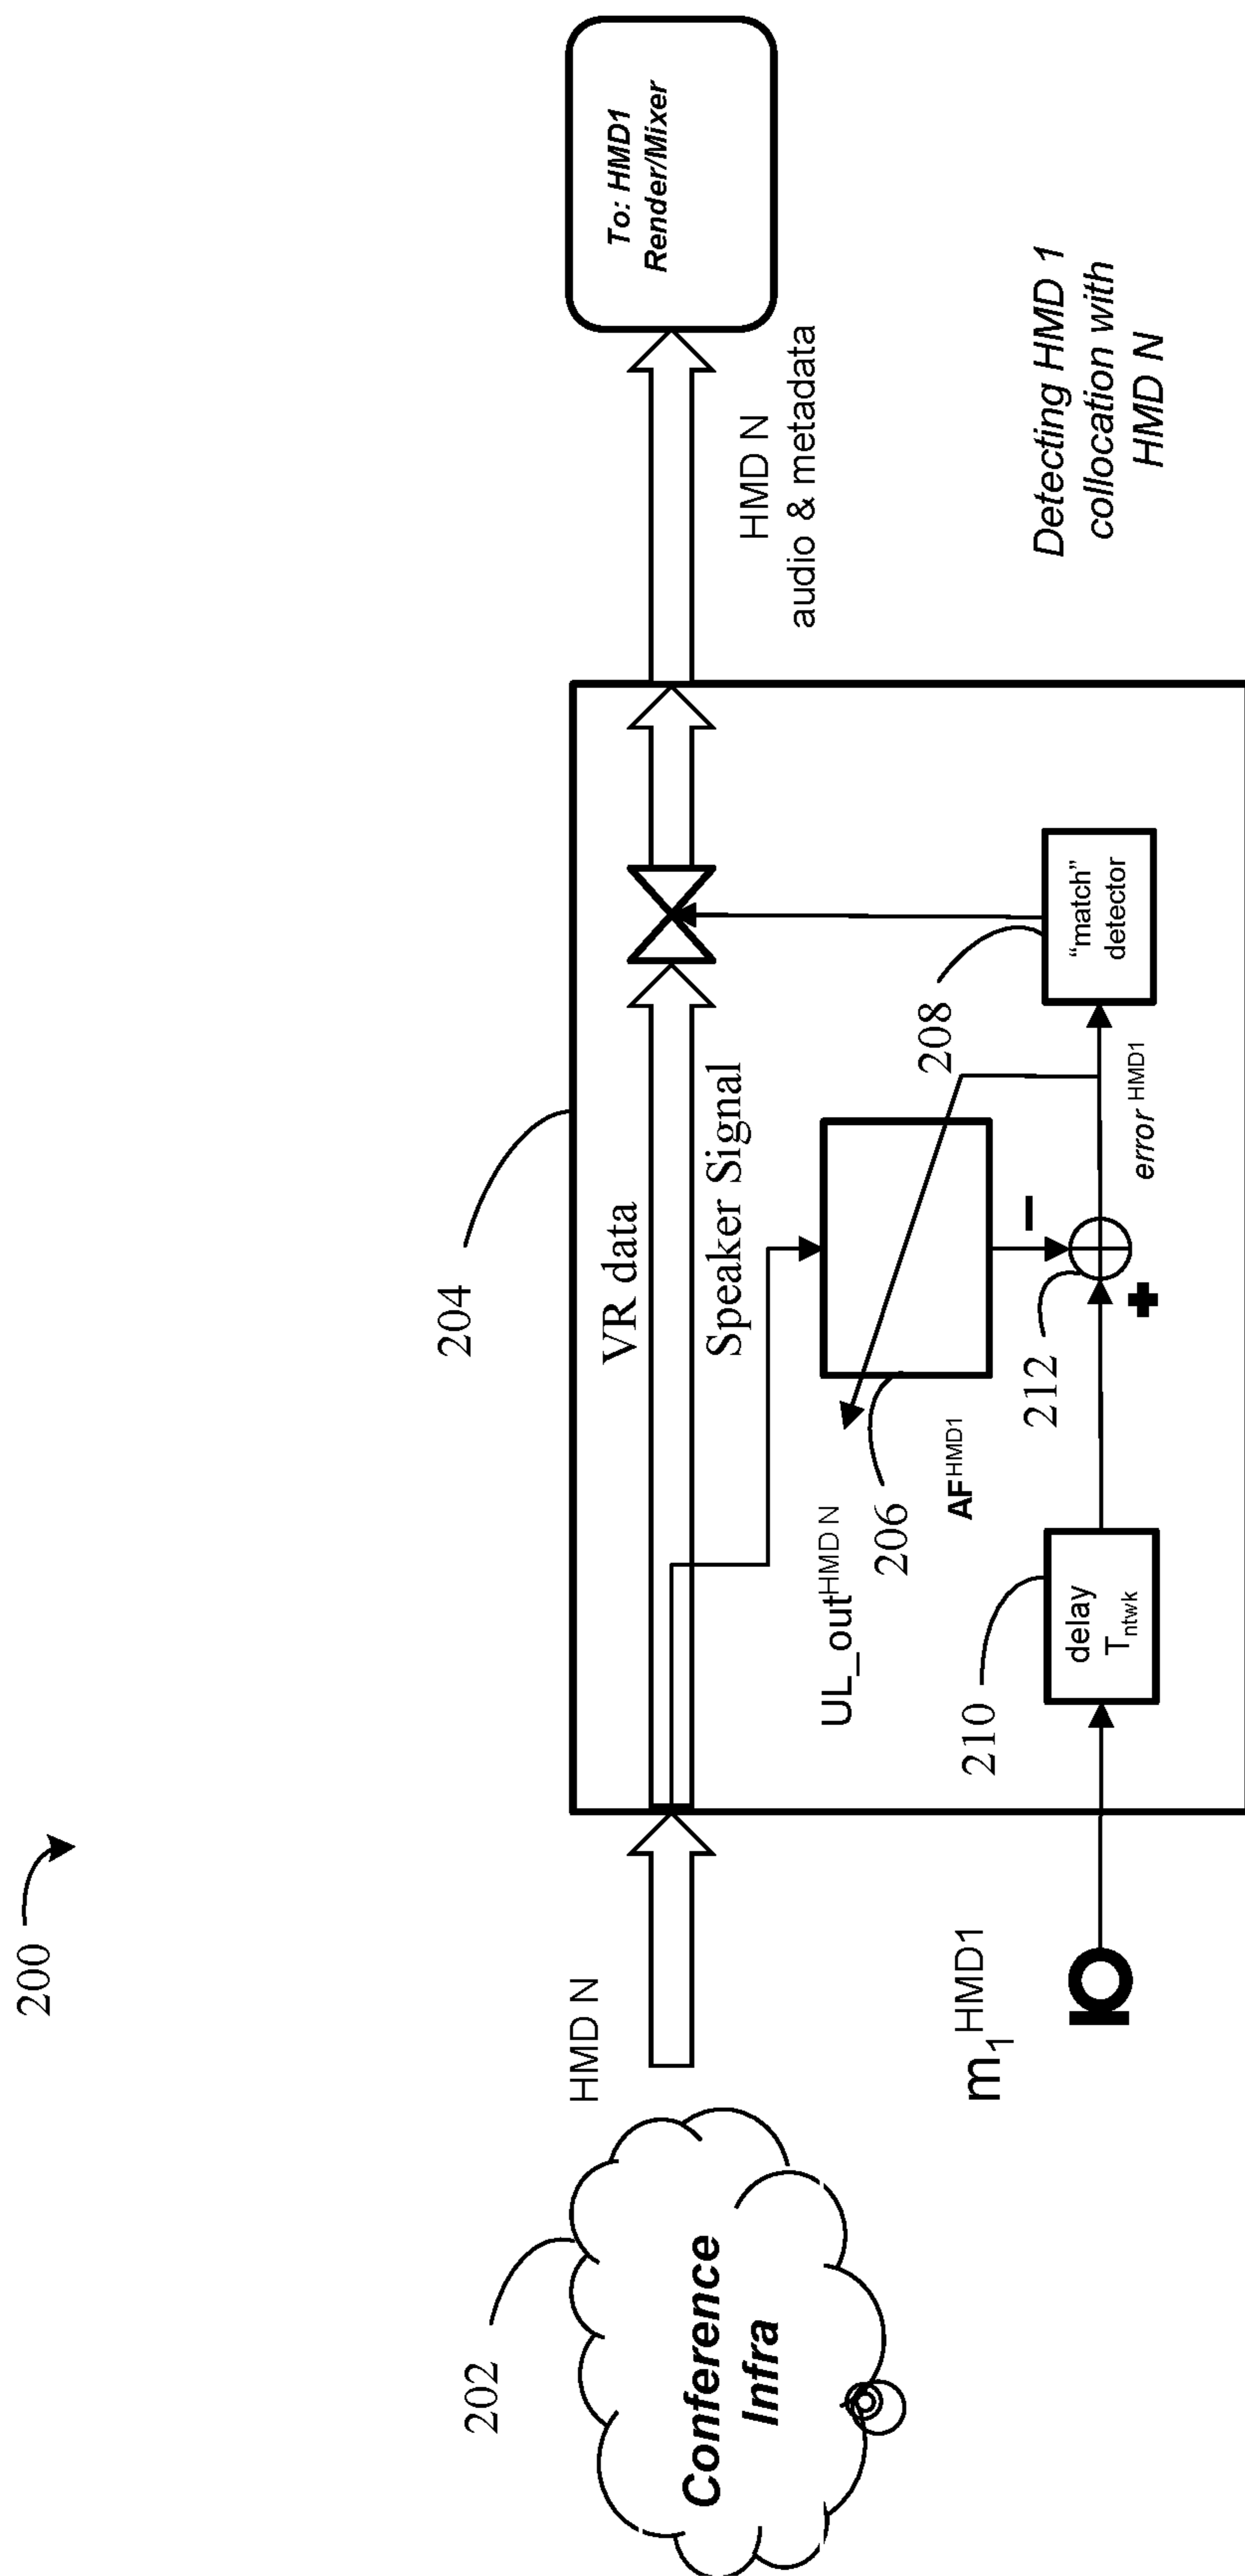 200
202
Conference
Infra
HMD N
m₁ᴴᴹᴰ¹
204
VR data
Speaker Signal
UL_outᴴᴹᴰ ᴺ
206
AFᴴᴹᴰ¹
208
210
delay
Tₙₜwₖ
212
−
+
errorᴴᴹᴰ¹
“match”
detector
HMD N
audio & metadata
To: HMD1
Render/Mixer
Detecting HMD 1
collocation with
HMD N